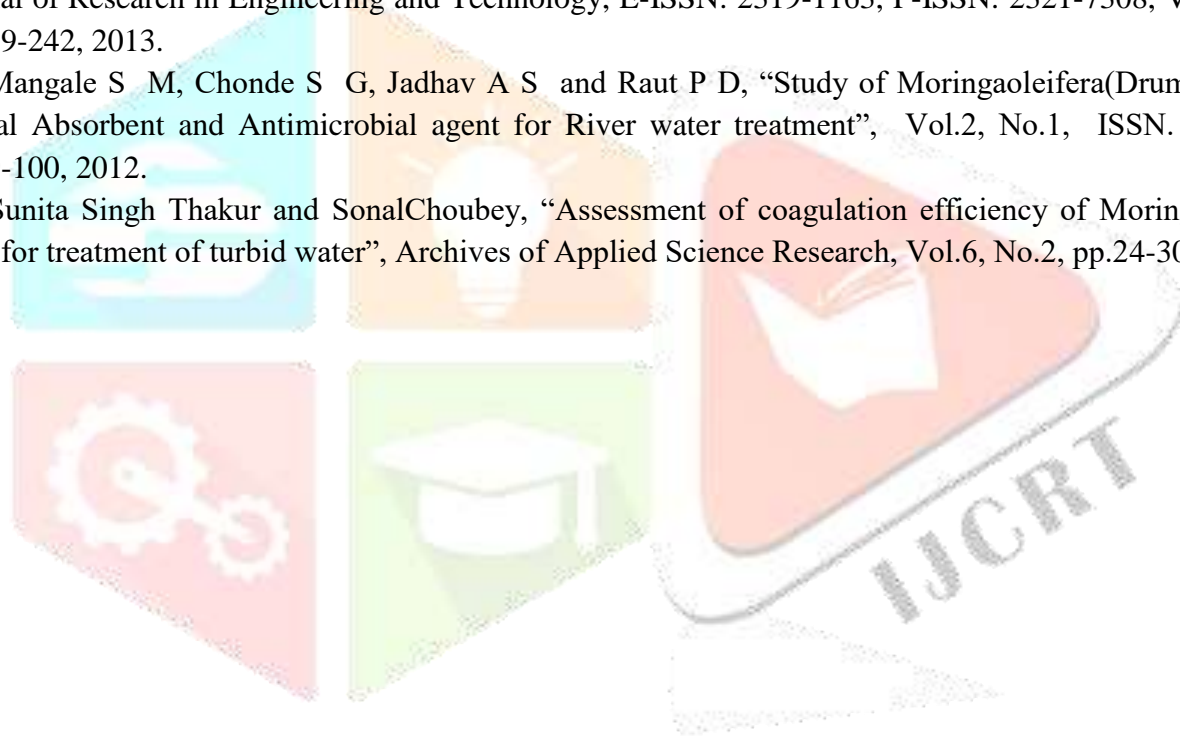 al of Research in Engineering and Technology, E-ISSN: 2319-1163, P-ISSN: 2321-7308, V
9-242, 2013.
Mangale S M, Chonde S G, Jadhav A S and Raut P D, “Study of Moringaoleifera(Drum
al Absorbent and Antimicrobial agent for River water treatment”, Vol.2, No.1, ISSN.
-100, 2012.
Sunita Singh Thakur and SonalChoubey, “Assessment of coagulation efficiency of Morin
for treatment of turbid water”, Archives of Applied Science Research, Vol.6, No.2, pp.24-30
IJCRT